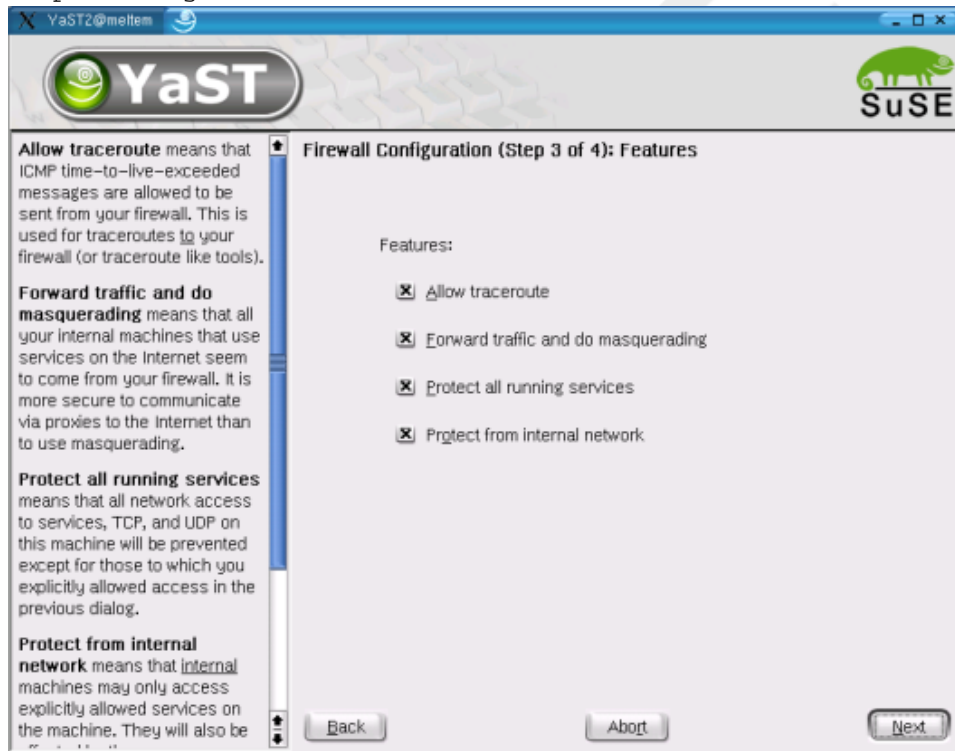 YaST2@meltem
YaST
SuSE
Allow traceroute means that
ICMP time-to-live-exceeded
messages are allowed to be
sent from your firewall. This is
used for traceroutes to your
firewall (or traceroute like tools).
Forward traffic and do
masquerading means that all
your internal machines that use
services on the Internet seem
to come from your firewall. It is
more secure to communicate
via proxies to the Internet than
to use masquerading.
Protect all running services
means that all network access
to services, TCP, and UDP on
this machine will be prevented
except for those to which you
explicitly allowed access in the
previous dialog.
Protect from internal
network means that internal
machines may only access
explicitly allowed services on
the machine. They will also be
Firewall Configuration (Step 3 of 4): Features
Features:
Allow traceroute
Forward traffic and do masquerading
Protect all running services
Protect from internal network
Back
Abort
Next